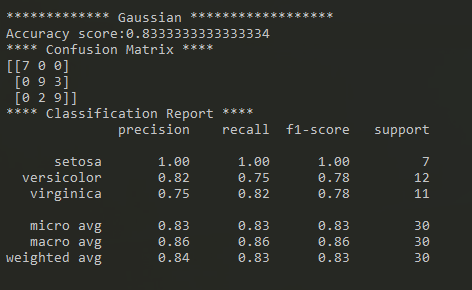 ************* Gaussian ******************
Accuracy score:0.8333333333333334
**** Confusion Matrix ****
[[7 0 0]
 [0 9 3]
 [0 2 9]]
**** Classification Report ****
              precision    recall  f1-score   support

      setosa       1.00      1.00      1.00         7
  versicolor       0.82      0.75      0.78        12
   virginica       0.75      0.82      0.78        11

   micro avg       0.83      0.83      0.83        30
   macro avg       0.86      0.86      0.86        30
weighted avg       0.84      0.83      0.83        30